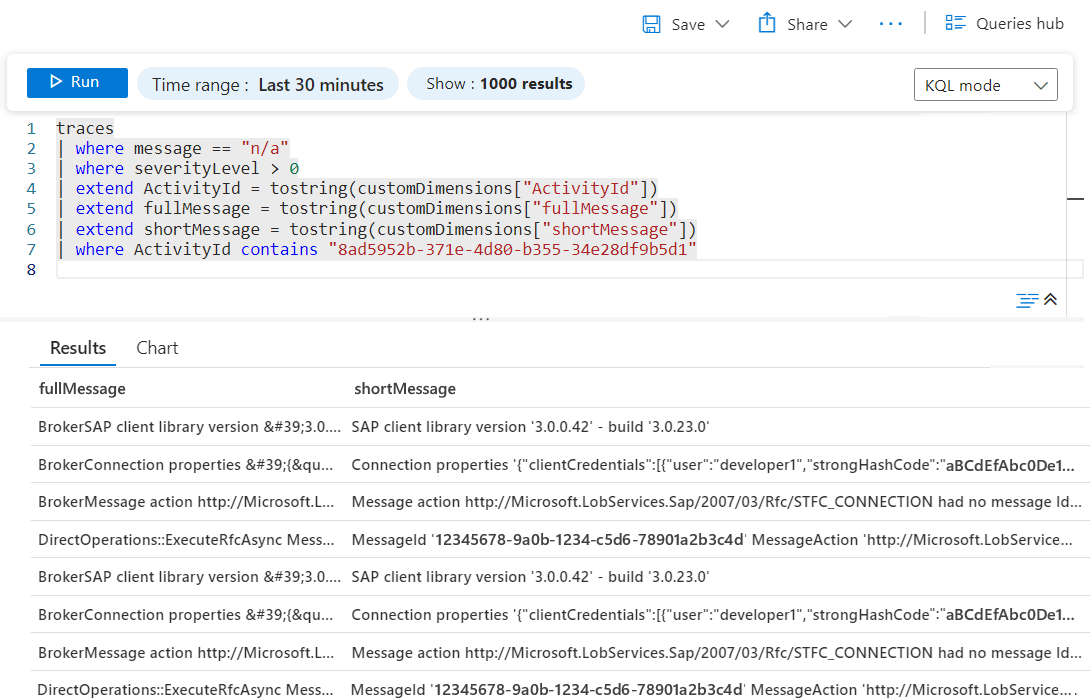 Save Share ... Queries hub
Run Time range : Last 30 minutes Show : 1000 results KQL mode
1 traces
2 | where message == "n/a"
3 | where severityLevel > 0
4 | extend ActivityId = tostring(customDimensions["ActivityId"])
5 | extend fullMessage = tostring(customDimensions["fullMessage"])
6 | extend shortMessage = tostring(customDimensions["shortMessage"])
7 | where ActivityId contains "8ad5952b-371e-4d80-b355-34e28df9b5d1"
8
...
Results Chart
fullMessage shortMessage
BrokerSAP client library version &#39;3.0.... SAP client library version '3.0.0.42' - build '3.0.23.0'
BrokerConnection properties &#39;{&qu... Connection properties '{"clientCredentials":[{"user":"developer1","strongHashCode":"aBCdEfAbc0De1...
BrokerMessage action http://Microsoft.L... Message action http://Microsoft.LobServices.Sap/2007/03/Rfc/STFC_CONNECTION had no message Id...
DirectOperations::ExecuteRfcAsync Mess... MessageId '12345678-9a0b-1234-c5d6-78901a2b3c4d' MessageAction 'http://Microsoft.LobService...
BrokerSAP client library version &#39;3.0.... SAP client library version '3.0.0.42' - build '3.0.23.0'
BrokerConnection properties &#39;{&qu... Connection properties '{"clientCredentials":[{"user":"developer1","strongHashCode":"aBCdEfAbc0De1...
BrokerMessage action http://Microsoft.L... Message action http://Microsoft.LobServices.Sap/2007/03/Rfc/STFC_CONNECTION had no message Id...
DirectOperations::ExecuteRfcAsync Mess... MessageId '12345678-9a0b-1234-c5d6-78901a2b3c4d' MessageAction 'http://Microsoft.LobService....